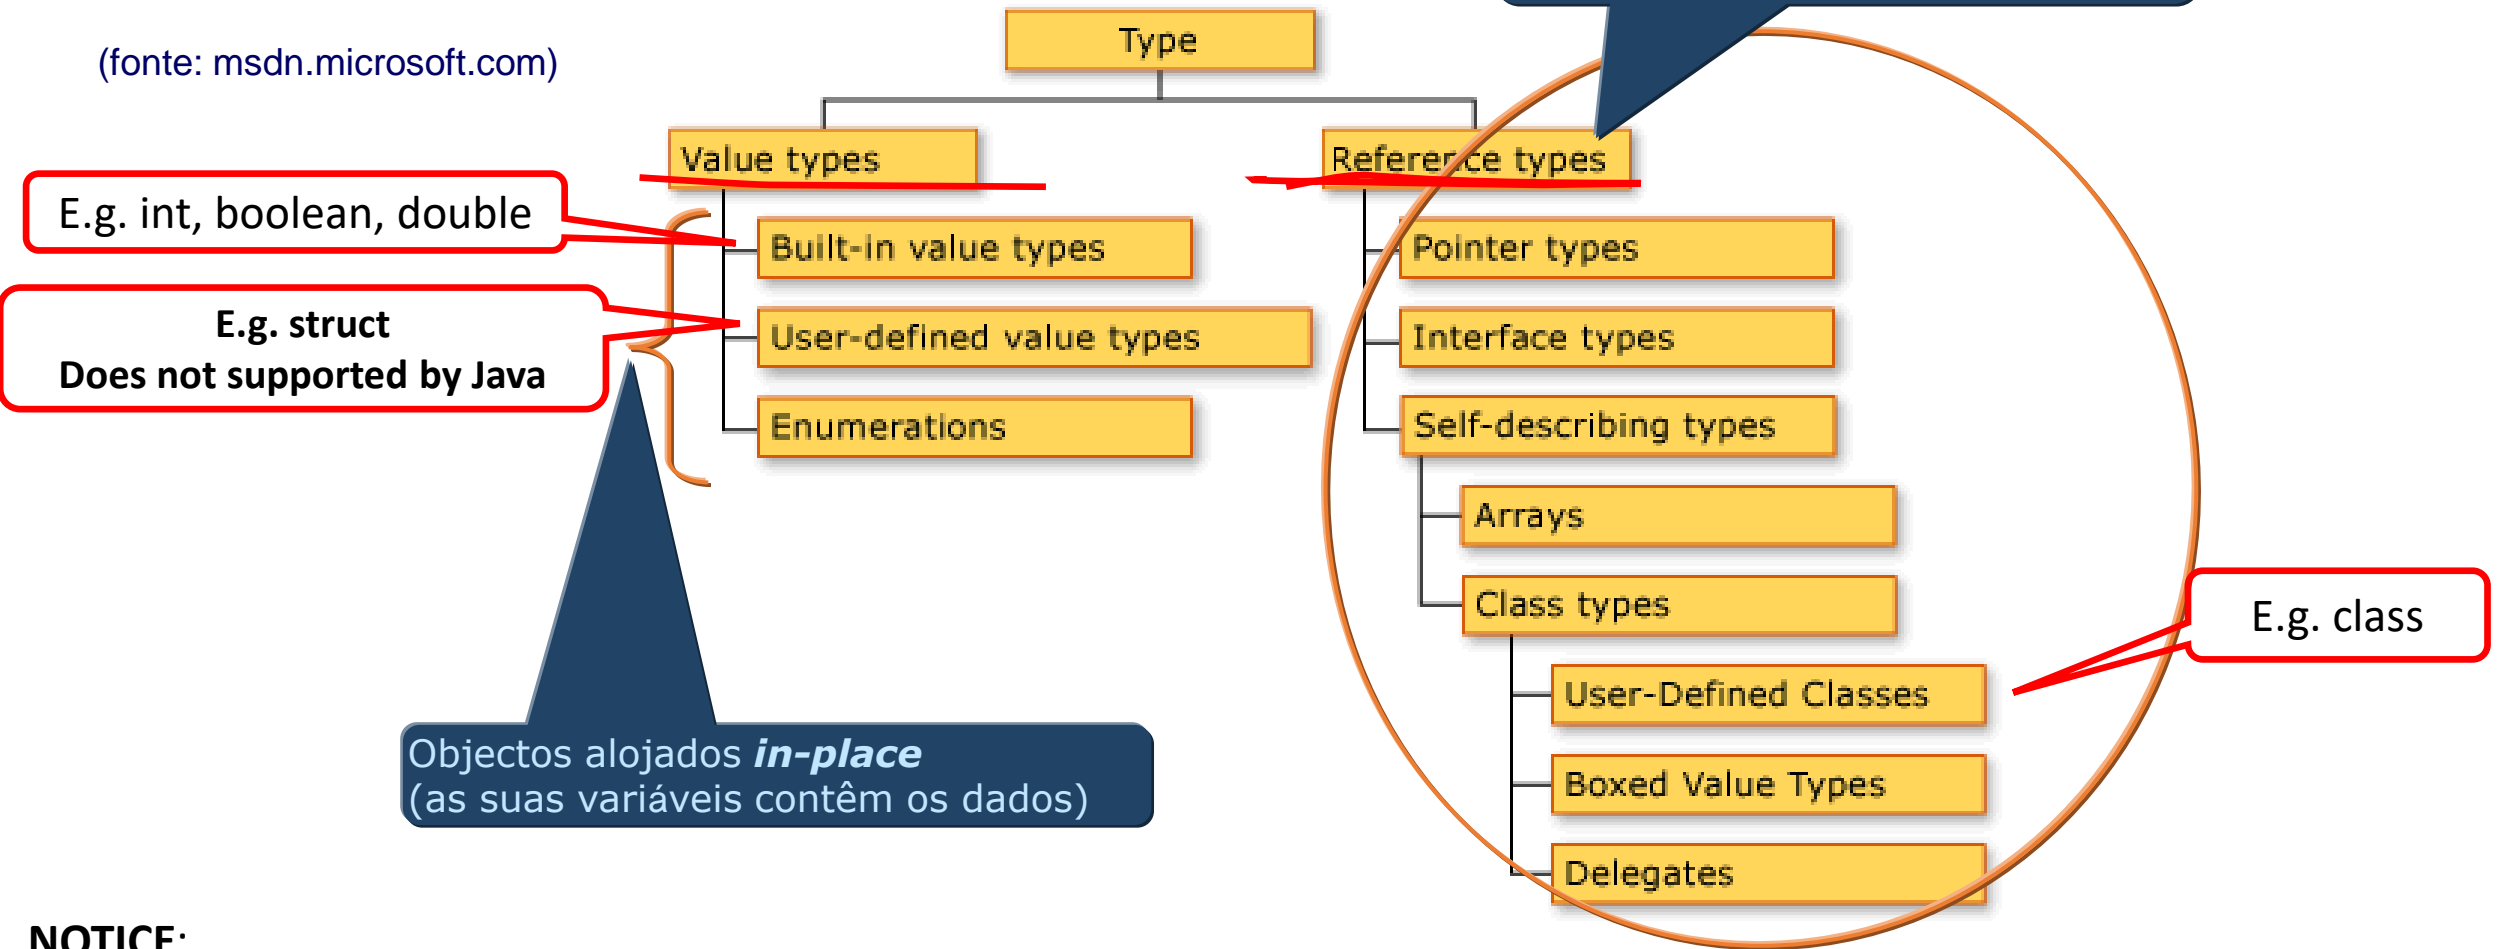 (fonte: msdn.microsoft.com)
Type
Value types
Reference types
E.g. int, boolean, double
Built-in value types
Pointer types
E.g. struct
Does not supported by Java
User-defined value types
Interface types
Enumerations
Self-describing types
Arrays
Class types
E.g. class
User-Defined Classes
Objectos alojados in-place
(as suas variáveis contêm os dados)
Boxed Value Types
Delegates
NOTICE: